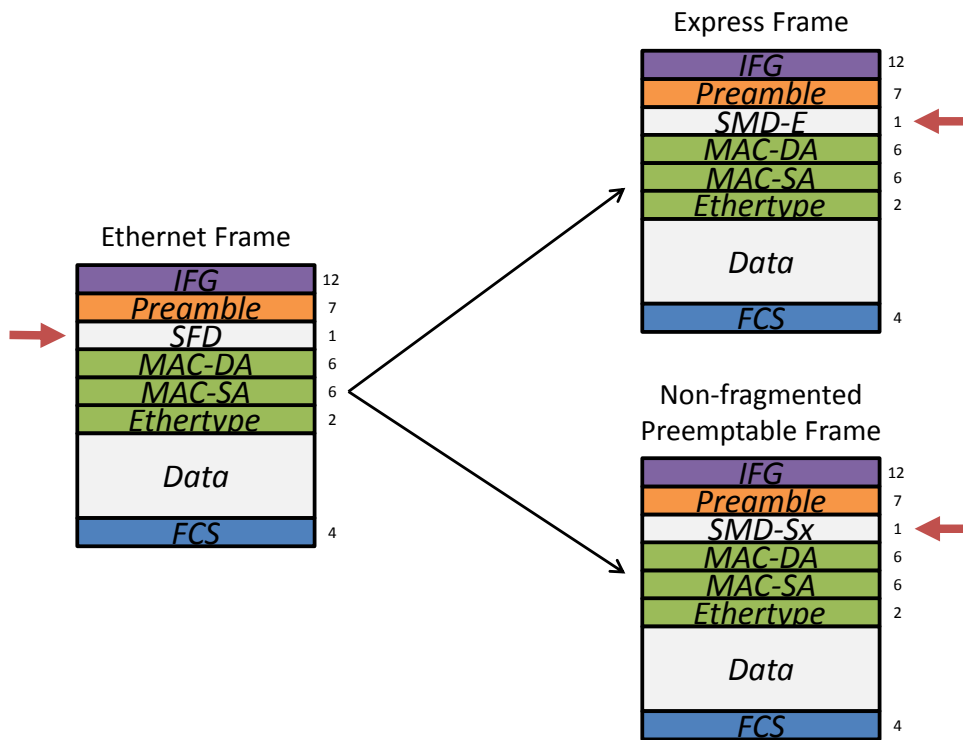 Ethernet Frame
IFG 12
Preamble 7
SFD 1
MAC-DA 6
MAC-SA 6
Ethertype 2
Data
FCS 4
Express Frame
IFG 12
Preamble 7
SMD-E 1
MAC-DA 6
MAC-SA 6
Ethertype 2
Data
FCS 4
Non-fragmented
Preemptable Frame
IFG 12
Preamble 7
SMD-Sx 1
MAC-DA 6
MAC-SA 6
Ethertype 2
Data
FCS 4